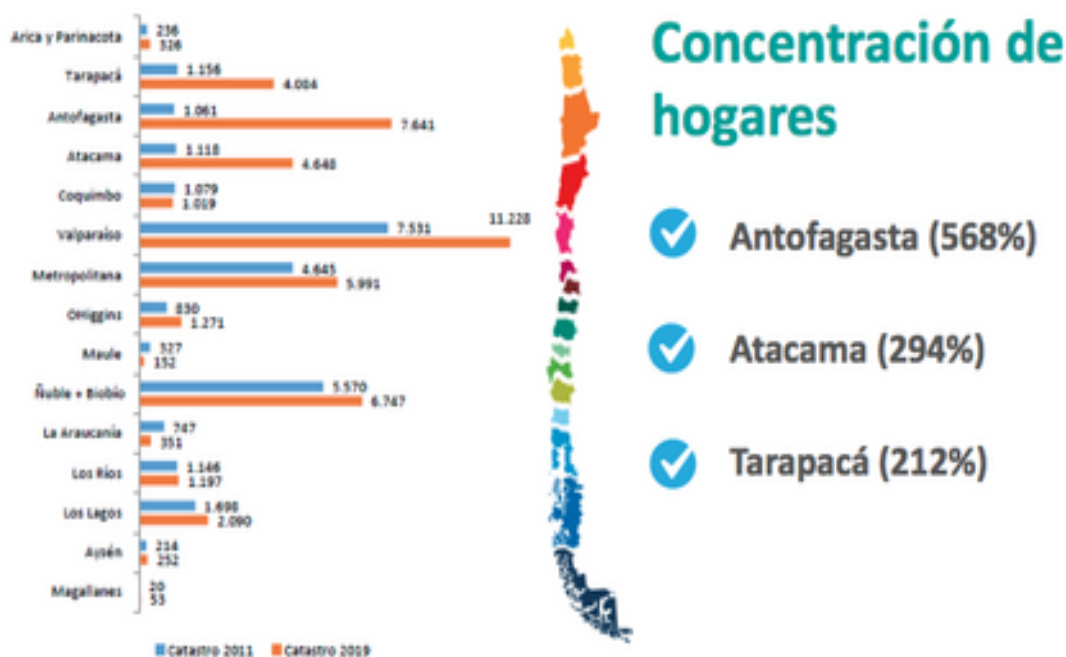 Concentración de
hogares
Antofagasta (568%)
Atacama (294%)
Tarapacá (212%)
Arica y Parinacota
236
326
Tarapacá
1.156
4.084
Antofagasta
1.061
7.641
Atacama
1.118
4.648
Coquimbo
1.079
1.019
Valparaíso
7.531
11.228
Metropolitana
4.645
5.991
OHiggins
830
1.271
Maule
327
152
Ñuble + Biobío
5.570
6.747
La Araucanía
747
351
Los Ríos
1.146
1.197
Los Lagos
1.698
2.090
Aysén
214
252
Magallanes
20
53
Catastro 2011
Catastro 2019